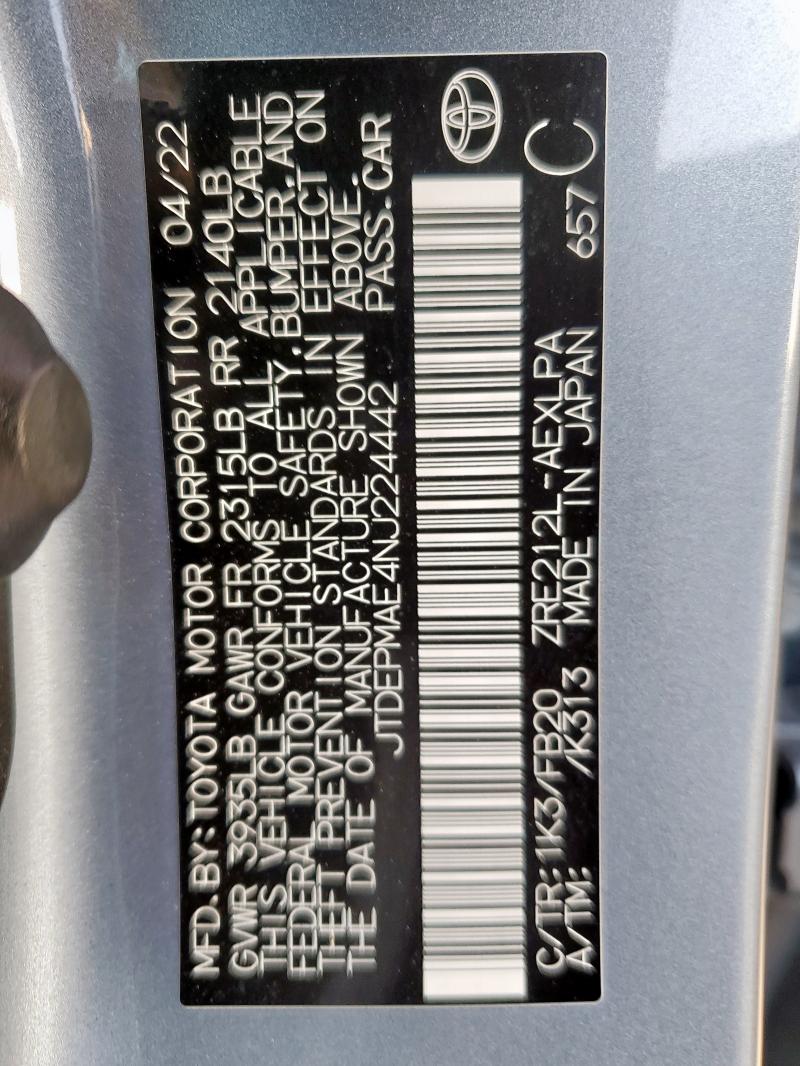 MFD. BY: TOYOTA MOTOR CORPORATION 04/22
GVWR 3935LB GAWR FR 2315LB RR 2140LB
THIS VEHICLE CONFORMS TO ALL APPLICABLE
FEDERAL MOTOR VEHICLE SAFETY, BUMPER, AND
THEFT PREVENTION STANDARDS IN EFFECT ON
THE DATE OF MANUFACTURE SHOWN ABOVE.
JTDEPMAE4NJ224442 PASS. CAR
C/TR: 1K3/FB20 ZRE212L-AEXLPA
A/TM: /K313 MADE IN JAPAN 657 C